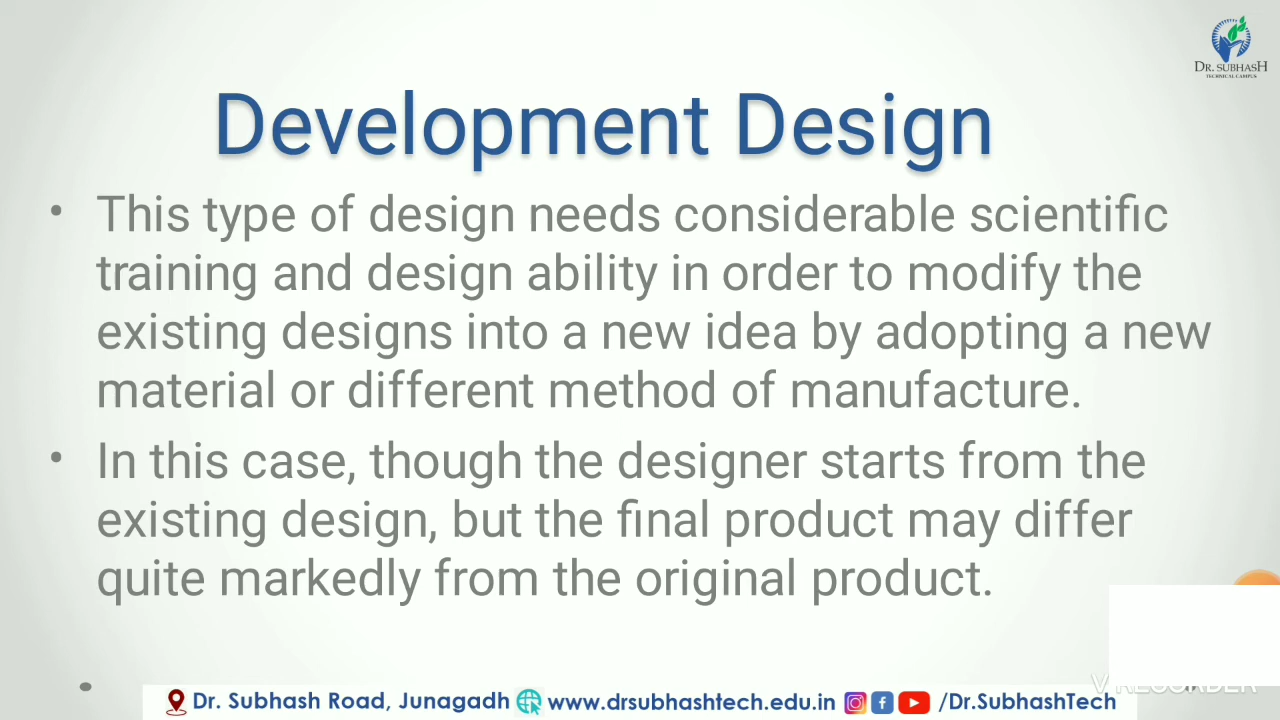 DR. SUBHASH
TECHNICAL CAMPUS
Development Design
• This type of design needs considerable scientific
training and design ability in order to modify the
existing designs into a new idea by adopting a new
material or different method of manufacture.
• In this case, though the designer starts from the
existing design, but the final product may differ
quite markedly from the original product.
Dr. Subhash Road, Junagadh www.drsubhashtech.edu.in /Dr.SubhashTech
V RECORDER